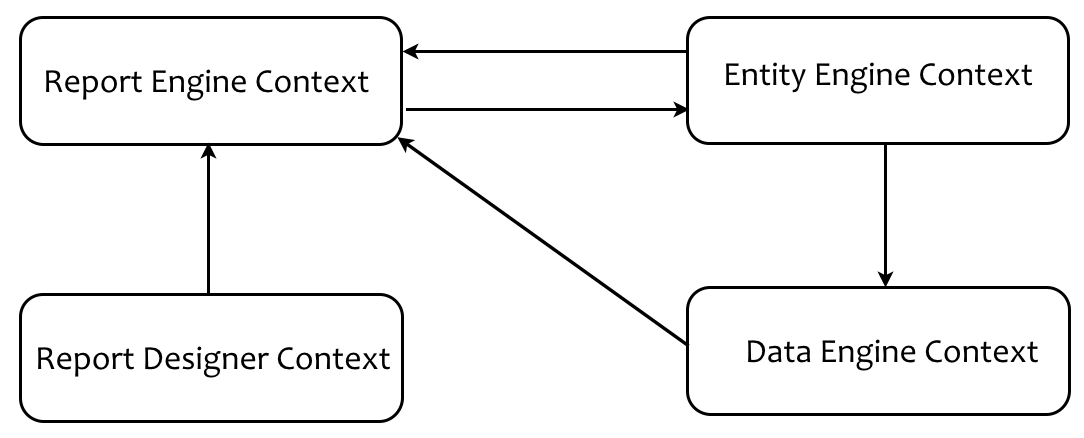 Report Engine Context
Entity Engine Context
Report Designer Context
Data Engine Context